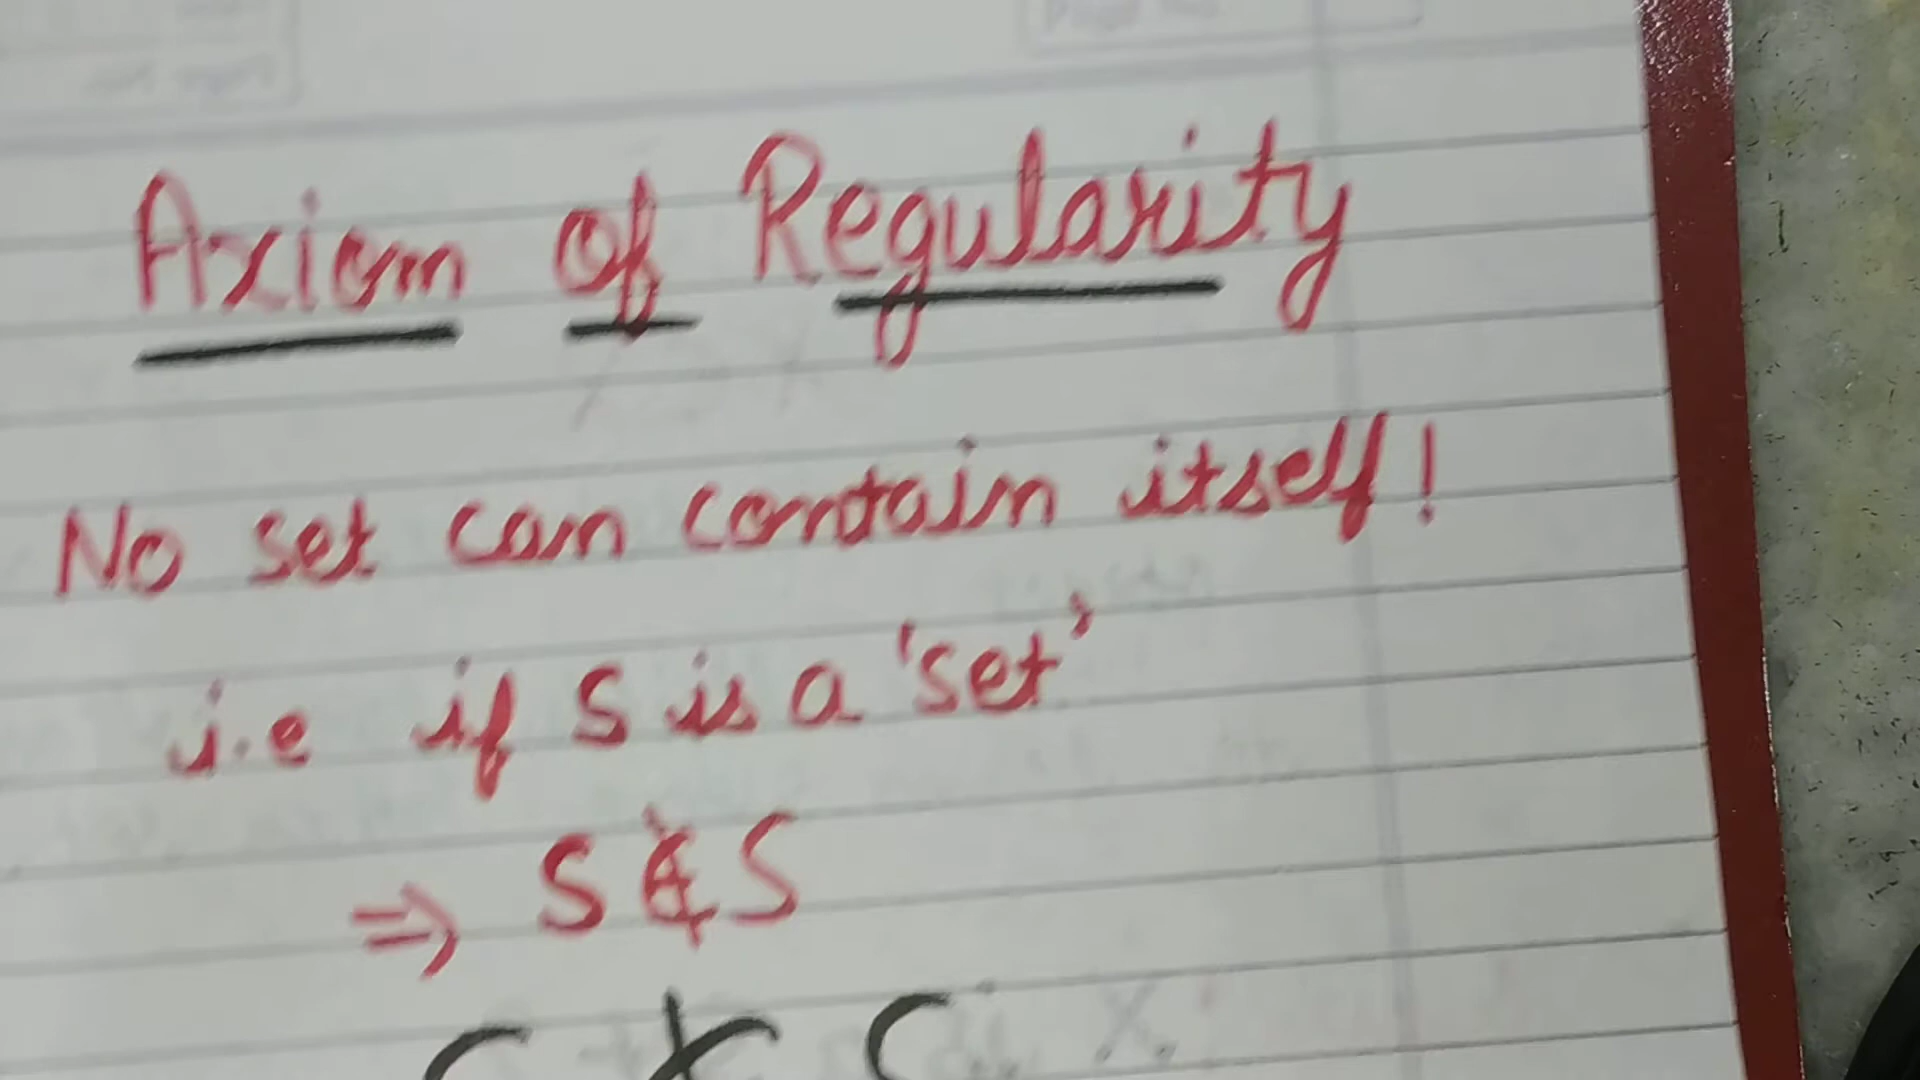 Axiom of Regularity
No set can contain itself!
i.e if S is a 'set'
⇒ S ∉ S